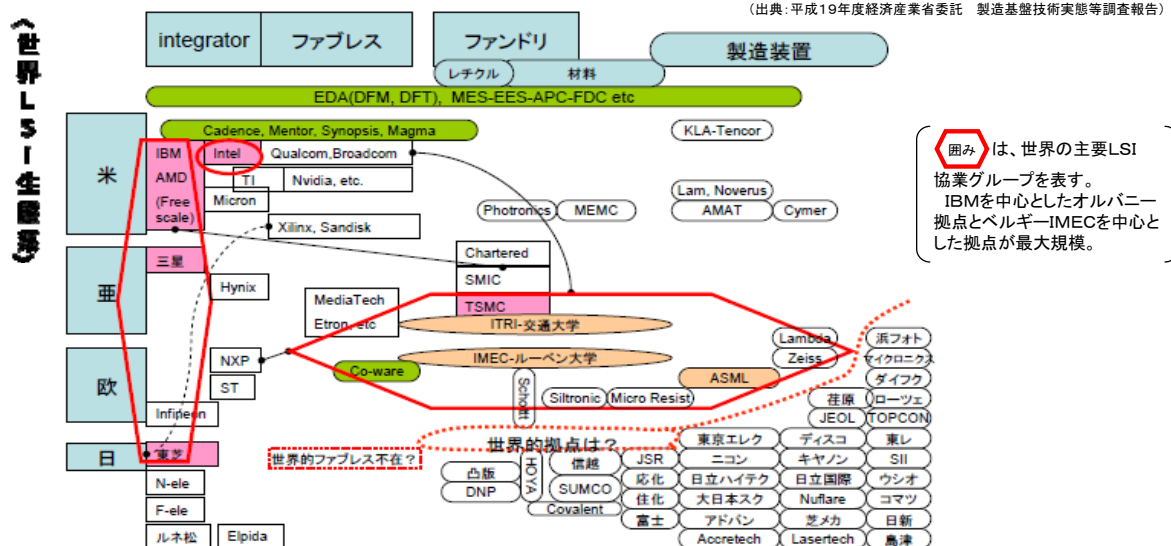 (出典:平成19年度経済産業省委託 製造基盤技術実態等調査報告)
integrator
ファブレス
ファンドリ
製造装置
レチクル
材料
EDA(DFM, DFT), MES-EES-APC-FDC etc
Cadence, Mentor, Synopsis, Magma
KLA-Tencor
米
IBM
AMD
(Free
scale)
Intel
Qualcom,Broadcom
TI
Nvidia, etc.
Micron
Xilinx, Sandisk
Lam, Noverus
Photronics
MEMC
AMAT
Cymer
囲み
は、世界の主要LSI
協業グループを表す。
IBMを中心としたオルバニー
拠点とベルギーIMECを中心と
した拠点が最大規模。
亜
三星
Hynix
Chartered
SMIC
TSMC
MediaTech
Etron, etc
ITRI-交通大学
欧
NXP
ST
Infineon
Co-ware
IMEC-ルーベン大学
Lambda
Zeiss
ASML
Schott
Siltronic
Micro Resist
浜フォト
マイクロニクス
ダイフク
荏原
ローツェ
JEOL
TOPCON
日
東芝
N-ele
F-ele
ルネ松
Elpida
世界的ファブレス不在?
世界的拠点は?
凸版
DNP
HOYA
信越
SUMCO
Covalent
JSR
応化
住化
富士
東京エレク
ディスコ
東レ
ニコン
キヤノン
SII
日立ハイテク
日立国際
ウシオ
大日本スク
Nuflare
コマツ
アドバン
芝メカ
日新
Accretech
Lasertech
島津